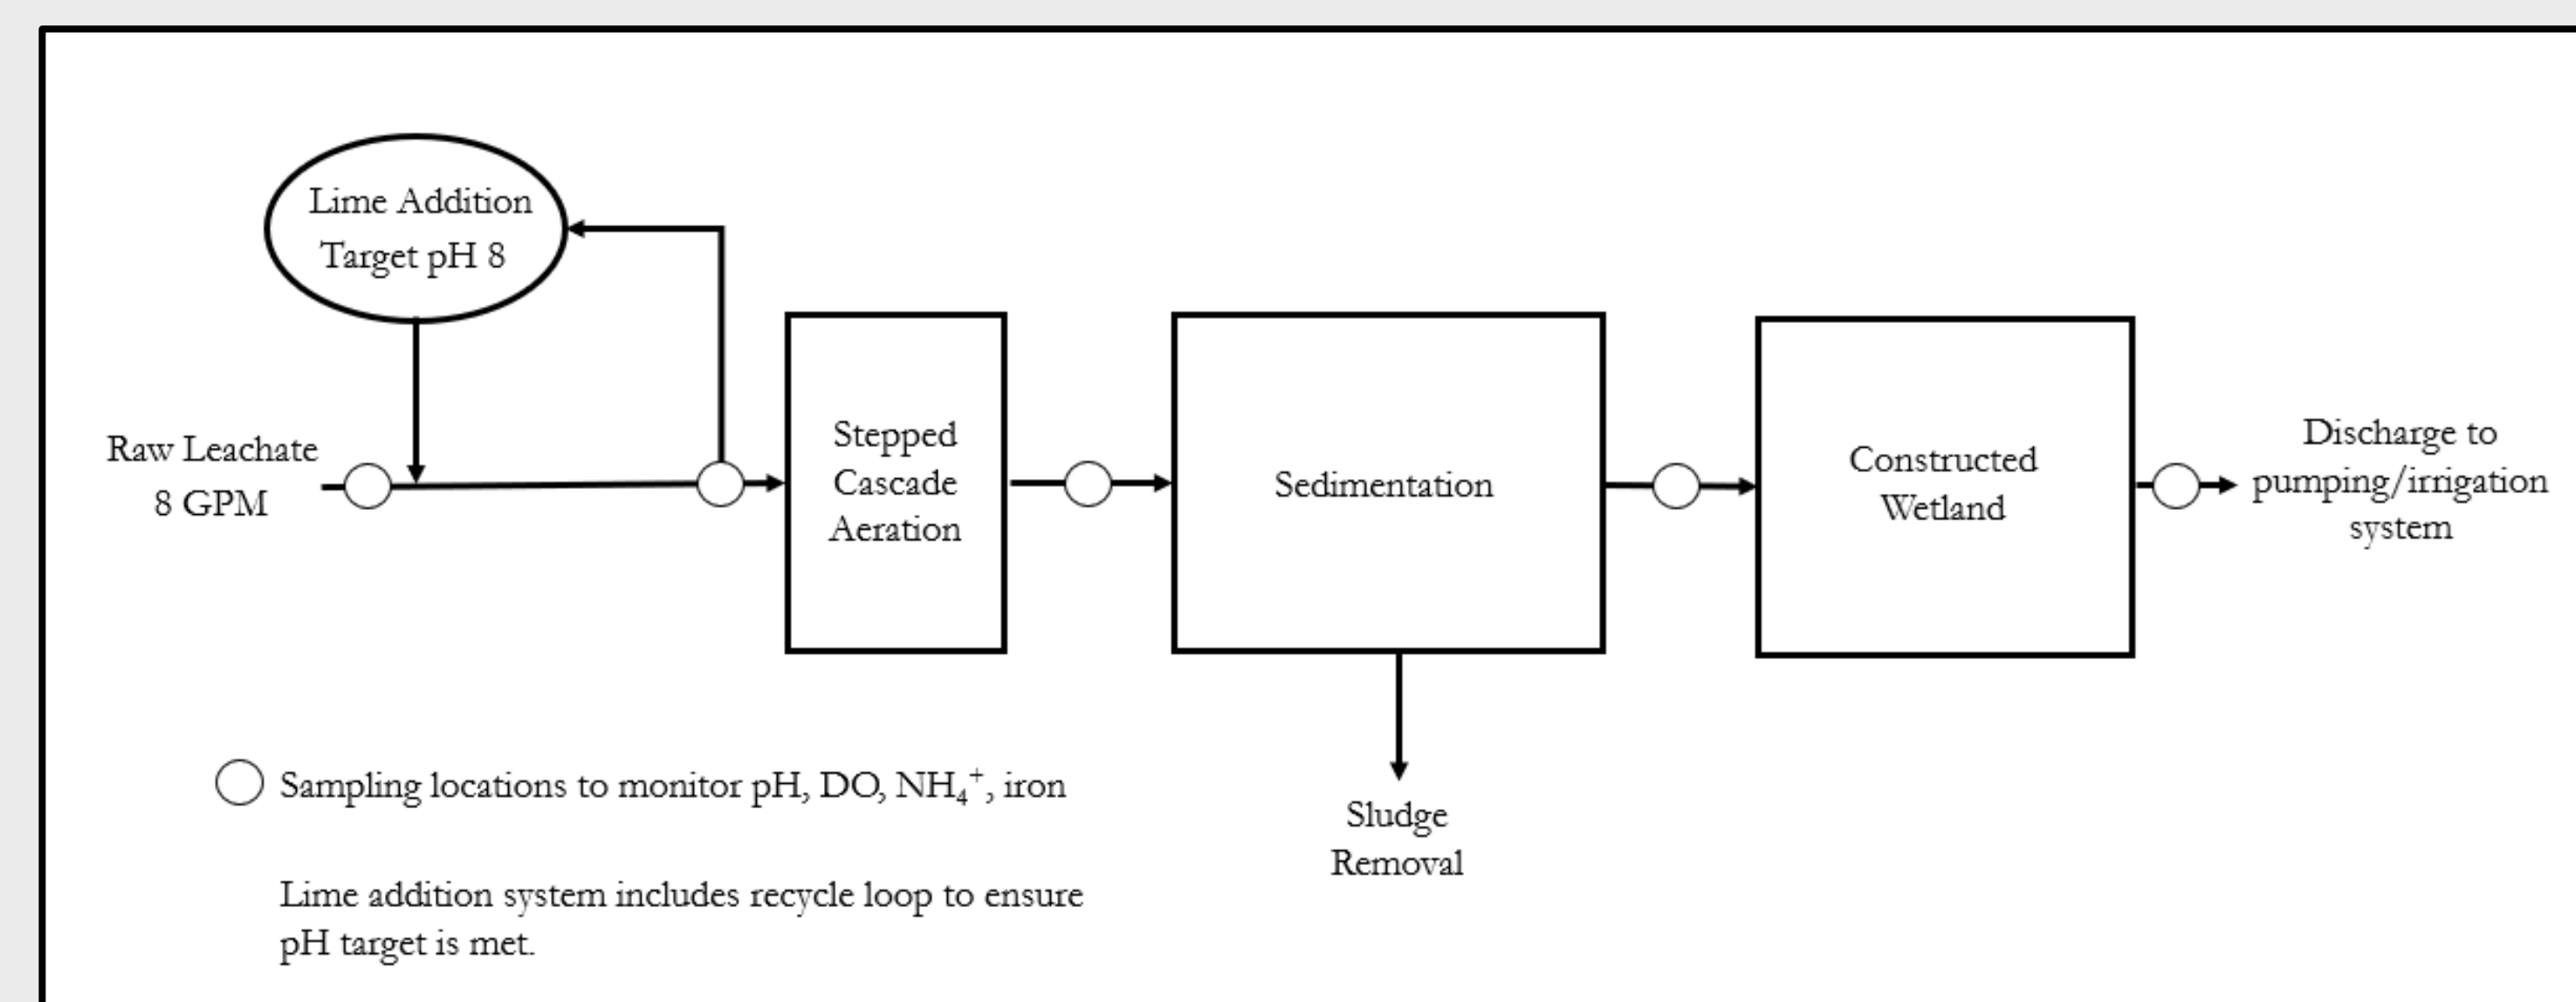 Lime Addition
Target pH 8
Raw Leachate
8 GPM
Stepped
Cascade
Aeration
Sedimentation
Constructed
Wetland
Discharge to
pumping/irrigation
system
Sludge
Removal
Sampling locations to monitor pH, DO, NH₄⁺, iron
Lime addition system includes recycle loop to ensure
pH target is met.